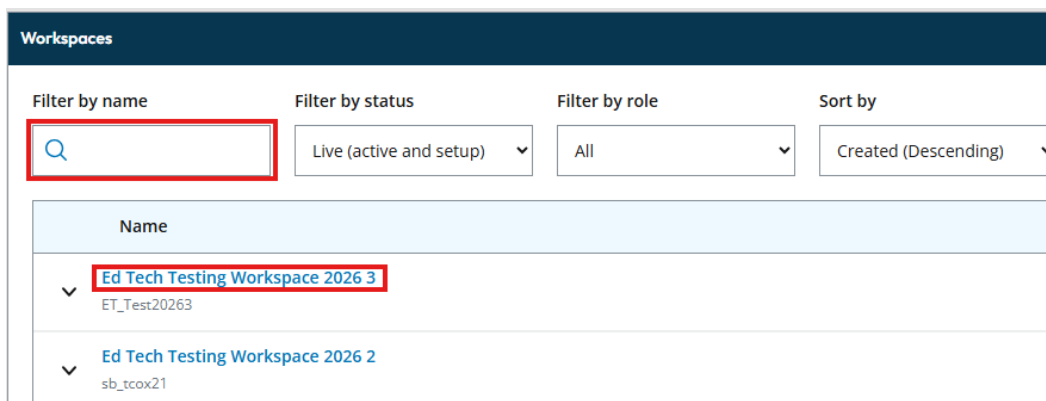 Workspaces
Filter by name Filter by status Filter by role Sort by
Live (active and setup) All Created (Descending)
Name
Ed Tech Testing Workspace 2026 3
ET_Test20263
Ed Tech Testing Workspace 2026 2
sb_tcox21